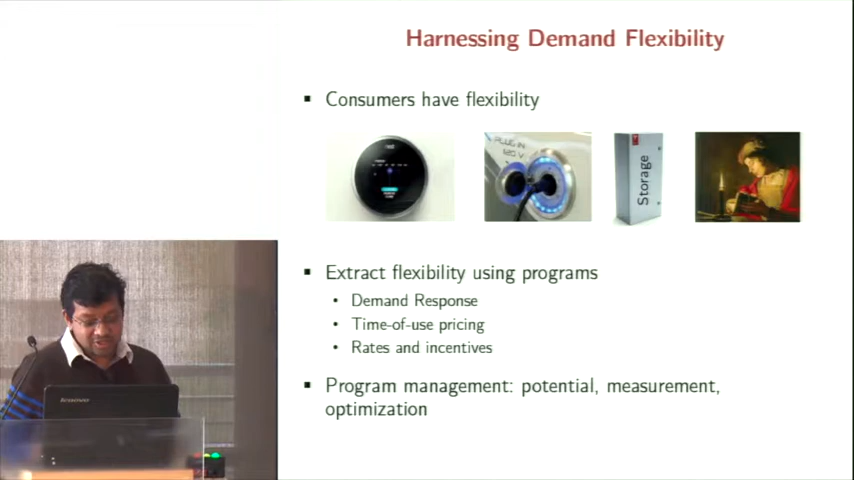 Harnessing Demand Flexibility
▪ Consumers have flexibility
PLUG IN
120 V
Storage
▪ Extract flexibility using programs
• Demand Response
• Time-of-use pricing
• Rates and incentives
▪ Program management: potential, measurement,
optimization
lenovo